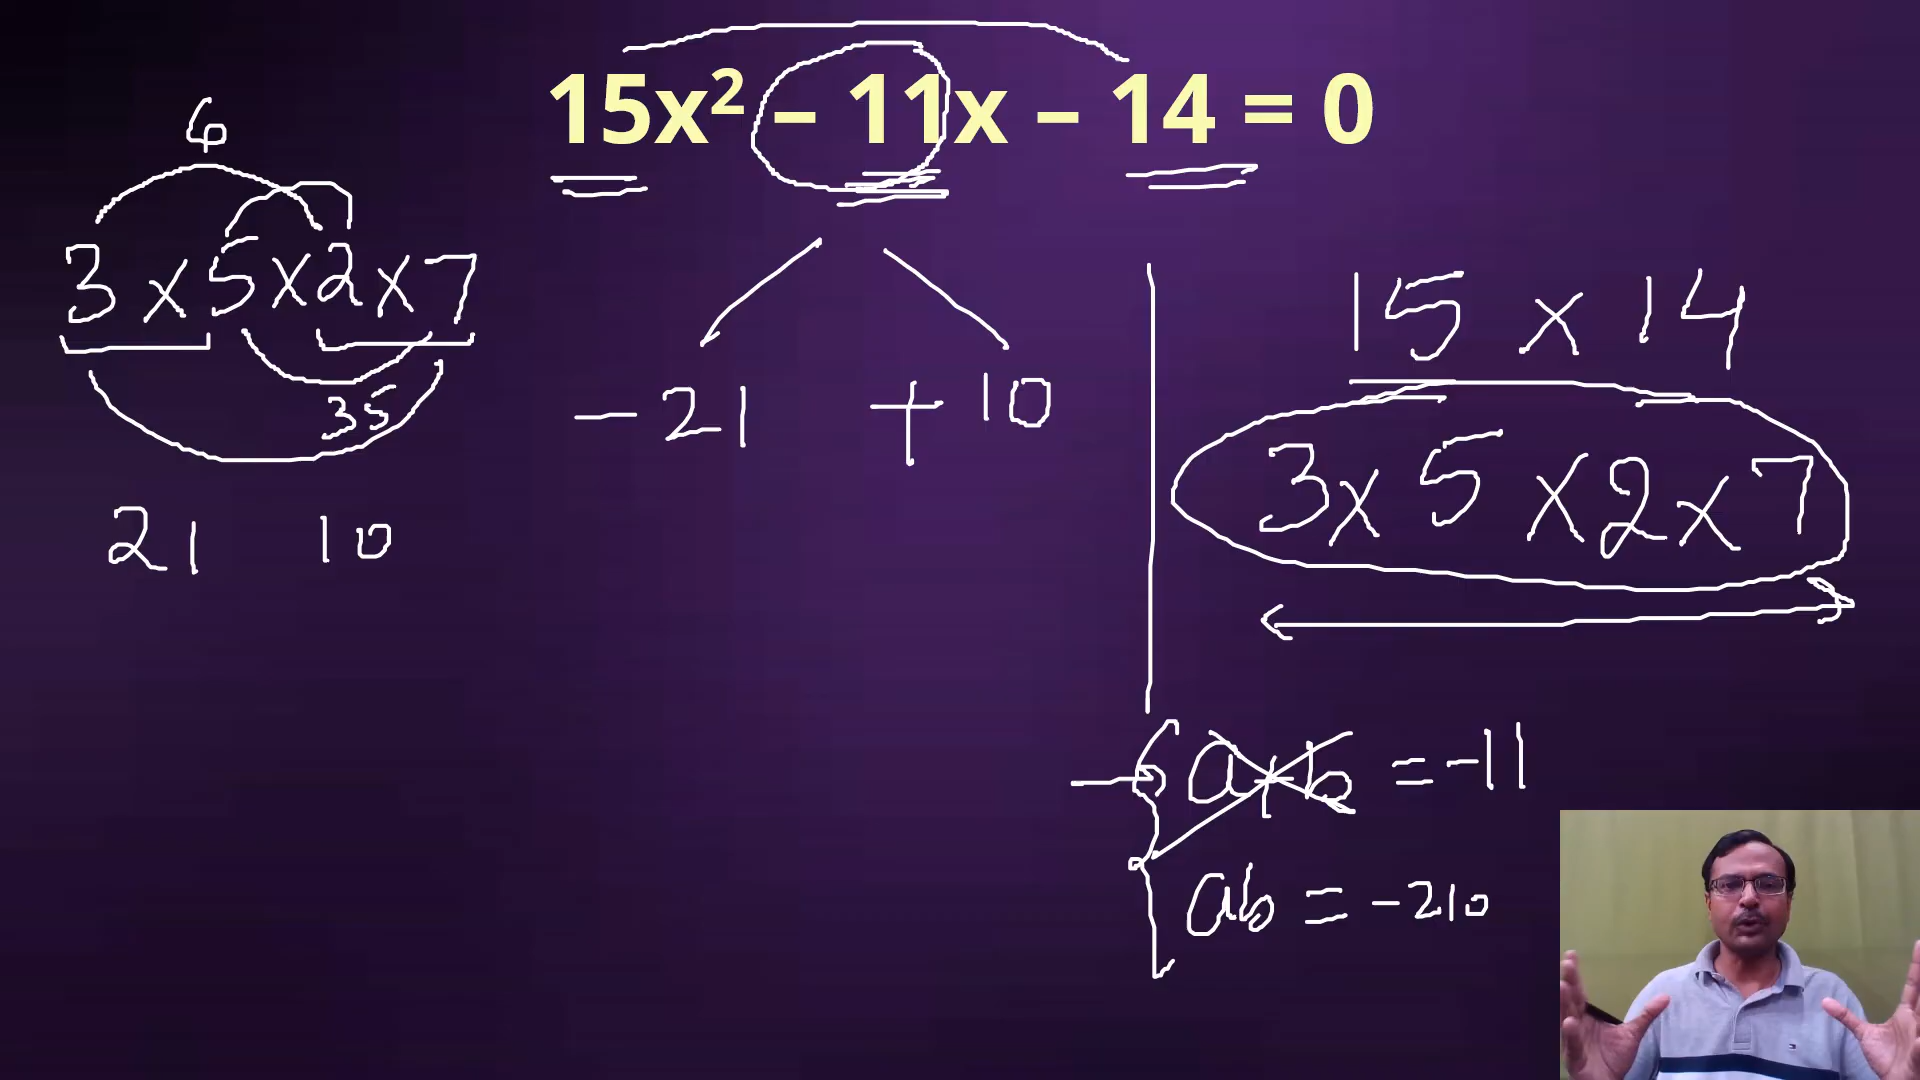 15x² – 11x – 14 = 0
6
3 x 5 x 2 x 7
35
21 10
- 21 + 10
15 x 14
3 x 5 x 2 x 7
a+b = -11
ab = -210